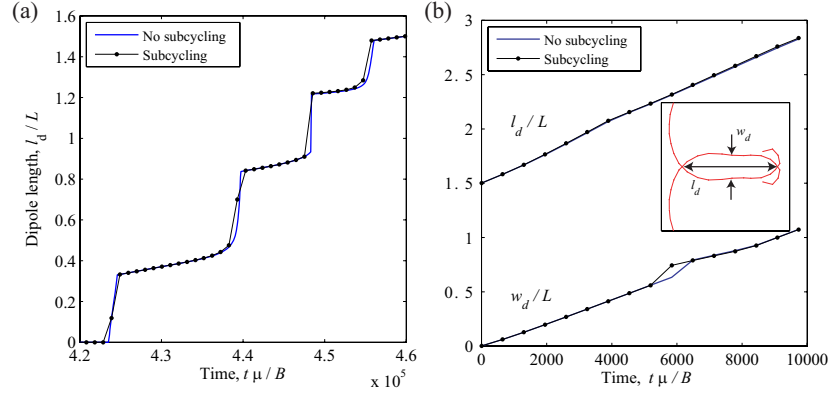 (a)
1.6
1.4
1.2
1
0.8
0.6
0.4
0.2
0
Dipole length, l_d / L
No subcycling
Subcycling
4.2 4.3 4.4 4.5 4.6
x 10^5
Time, t μ / B
(b)
3
2.5
2
1.5
1
0.5
0
No subcycling
Subcycling
l_d / L
w_d
l_d
w_d / L
0 2000 4000 6000 8000 10000
Time, t μ / B